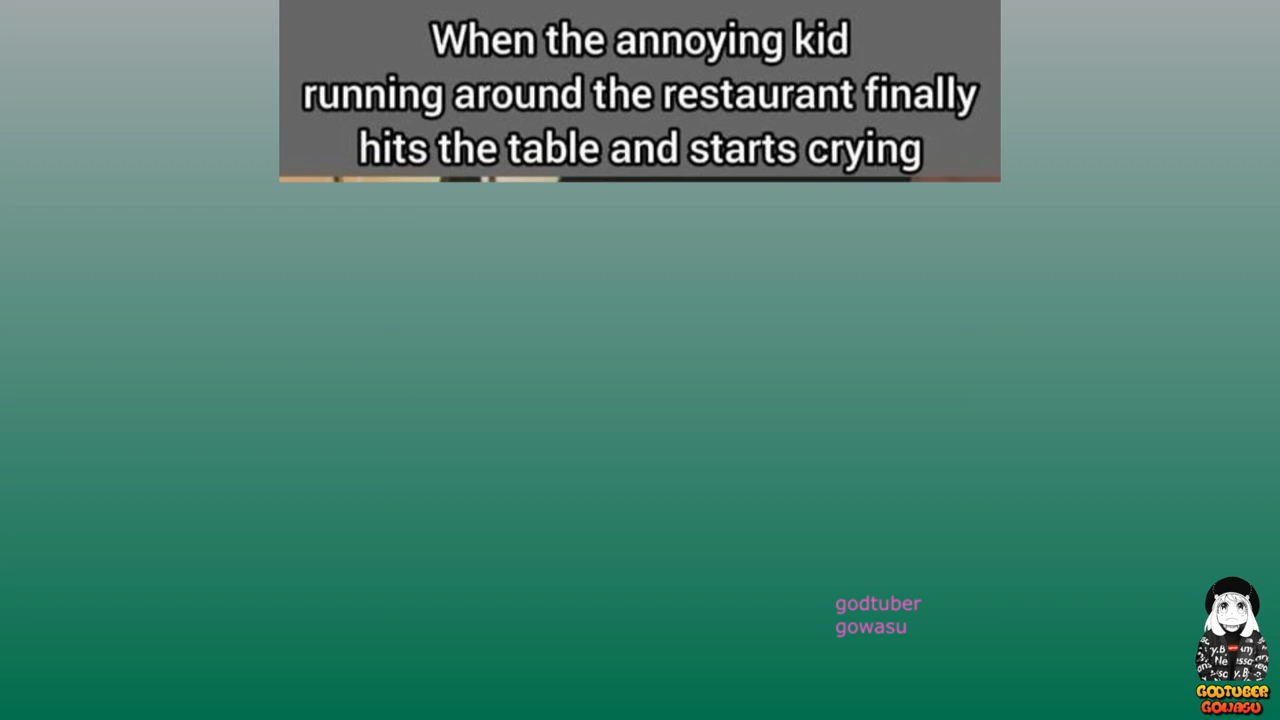 When the annoying kid
running around the restaurant finally
hits the table and starts crying
godtuber
gowasu
GODTUBER
GOWASU